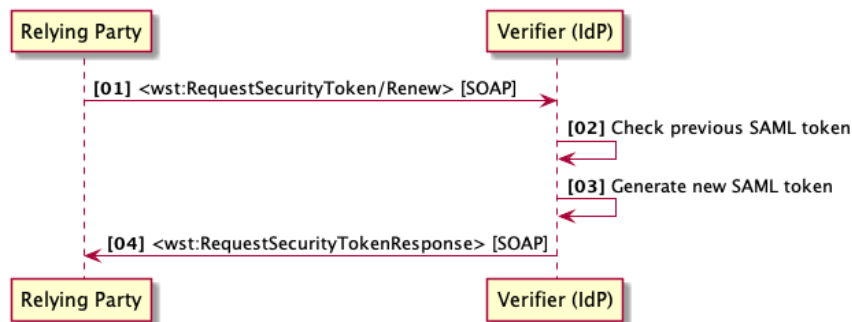 Relying Party
Verifier (IdP)
[01] <wst:RequestSecurityToken/Renew> [SOAP]
[02] Check previous SAML token
[03] Generate new SAML token
[04] <wst:RequestSecurityTokenResponse> [SOAP]
Relying Party
Verifier (IdP)